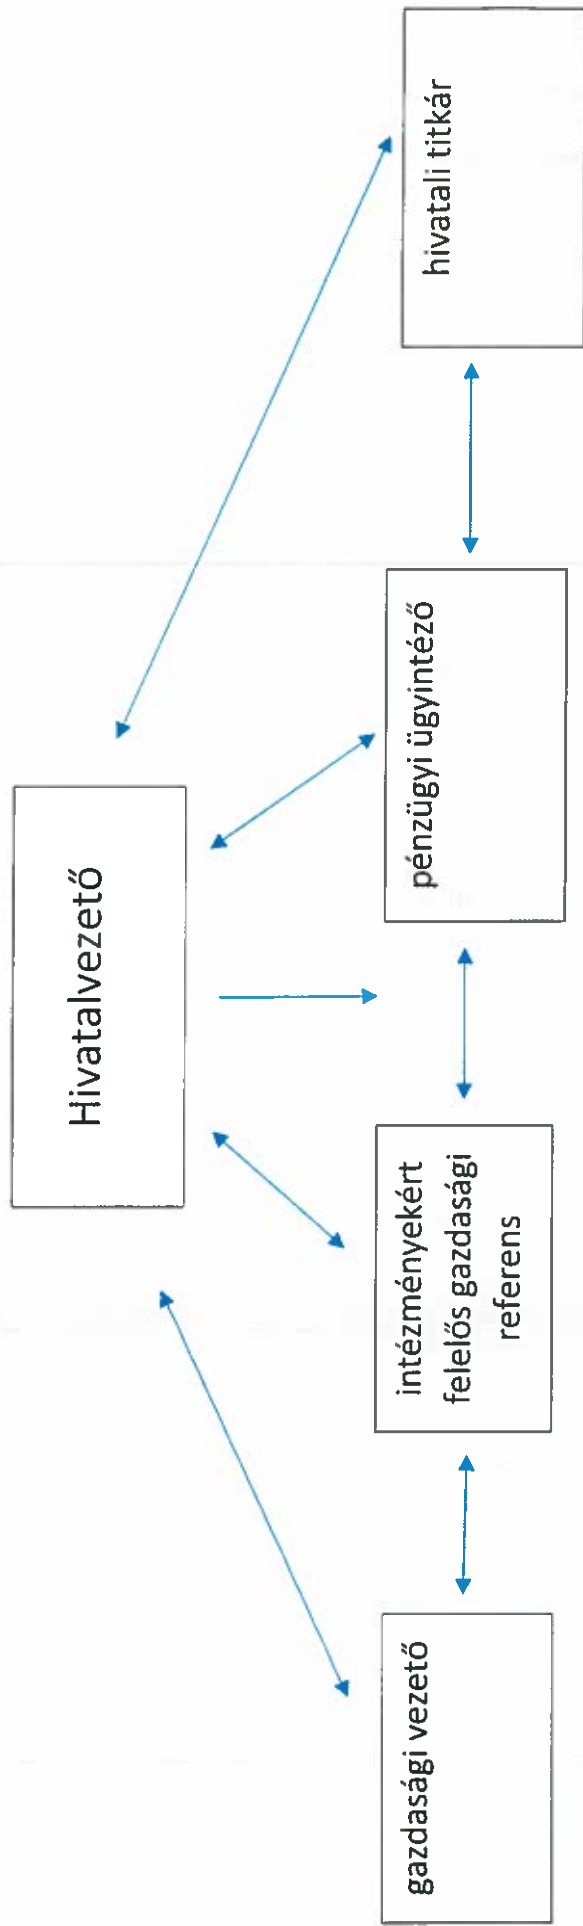 Hivatalvezető
gazdasági vezető
intézményekért
felelős gazdasági
referens
pénzügyi ügyintéző
hivatali titkár